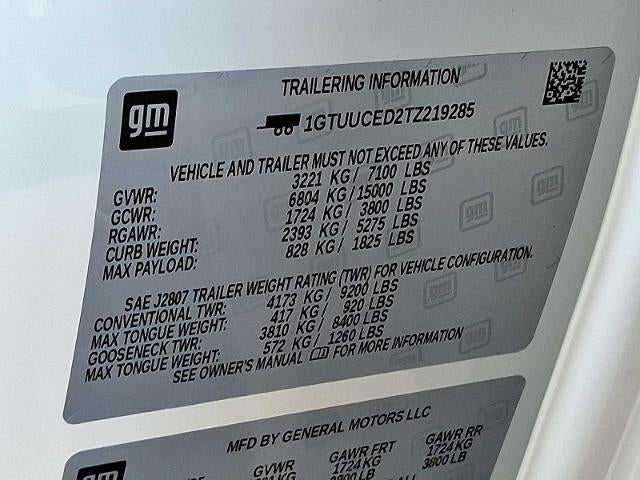 TRAILERING INFORMATION
gm
1GTUUCED2TZ219285
VEHICLE AND TRAILER MUST NOT EXCEED ANY OF THESE VALUES.
GVWR: 3221 KG / 7100 LBS
GCWR: 6804 KG / 15000 LBS
RGAWR: 1724 KG / 3800 LBS
CURB WEIGHT: 2393 KG / 5275 LBS
MAX PAYLOAD: 828 KG / 1825 LBS
SAE J2807 TRAILER WEIGHT RATING (TWR) FOR VEHICLE CONFIGURATION.
CONVENTIONAL TWR: 4173 KG / 9200 LBS
MAX TONGUE WEIGHT: 417 KG / 920 LBS
GOOSENECK TWR: 3810 KG / 8400 LBS
MAX TONGUE WEIGHT: 572 KG / 1260 LBS
SEE OWNER'S MANUAL FOR MORE INFORMATION
MFD BY GENERAL MOTORS LLC
gm
GVWR GAWR FRT GAWR RR
1724 KG 1724 KG
3800 LB